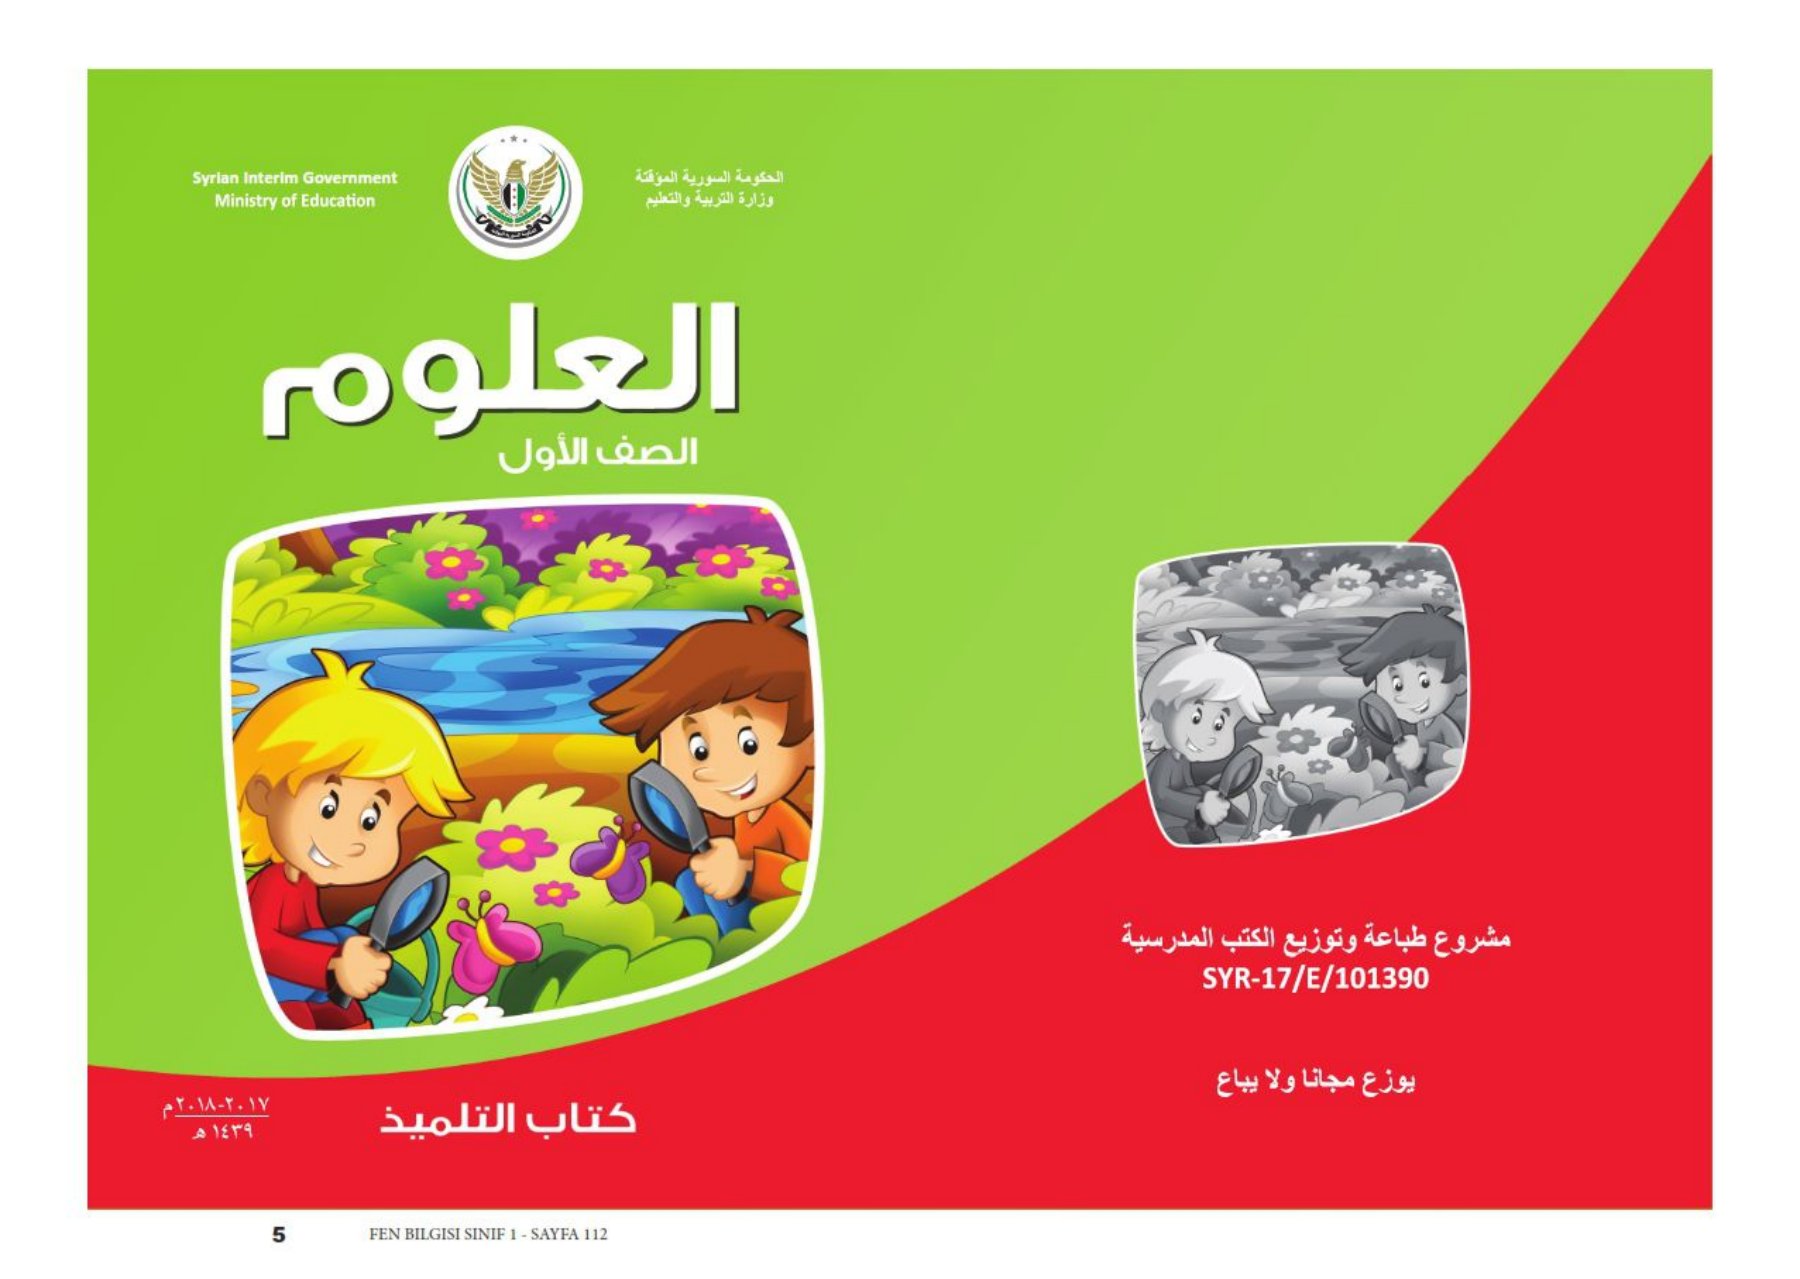 Syrian Interim Government
Ministry of Education
الحكومة السورية المؤقتة
وزارة التربية والتعليم
العلوم
الصف الأول
كتاب التلميذ
٢٠١٧-٢٠١٨م
١٤٣٩ هـ
مشروع طباعة وتوزيع الكتب المدرسية
SYR-17/E/101390
يوزع مجانا ولا يباع
5 FEN BILGISI SINIF 1 - SAYFA 112